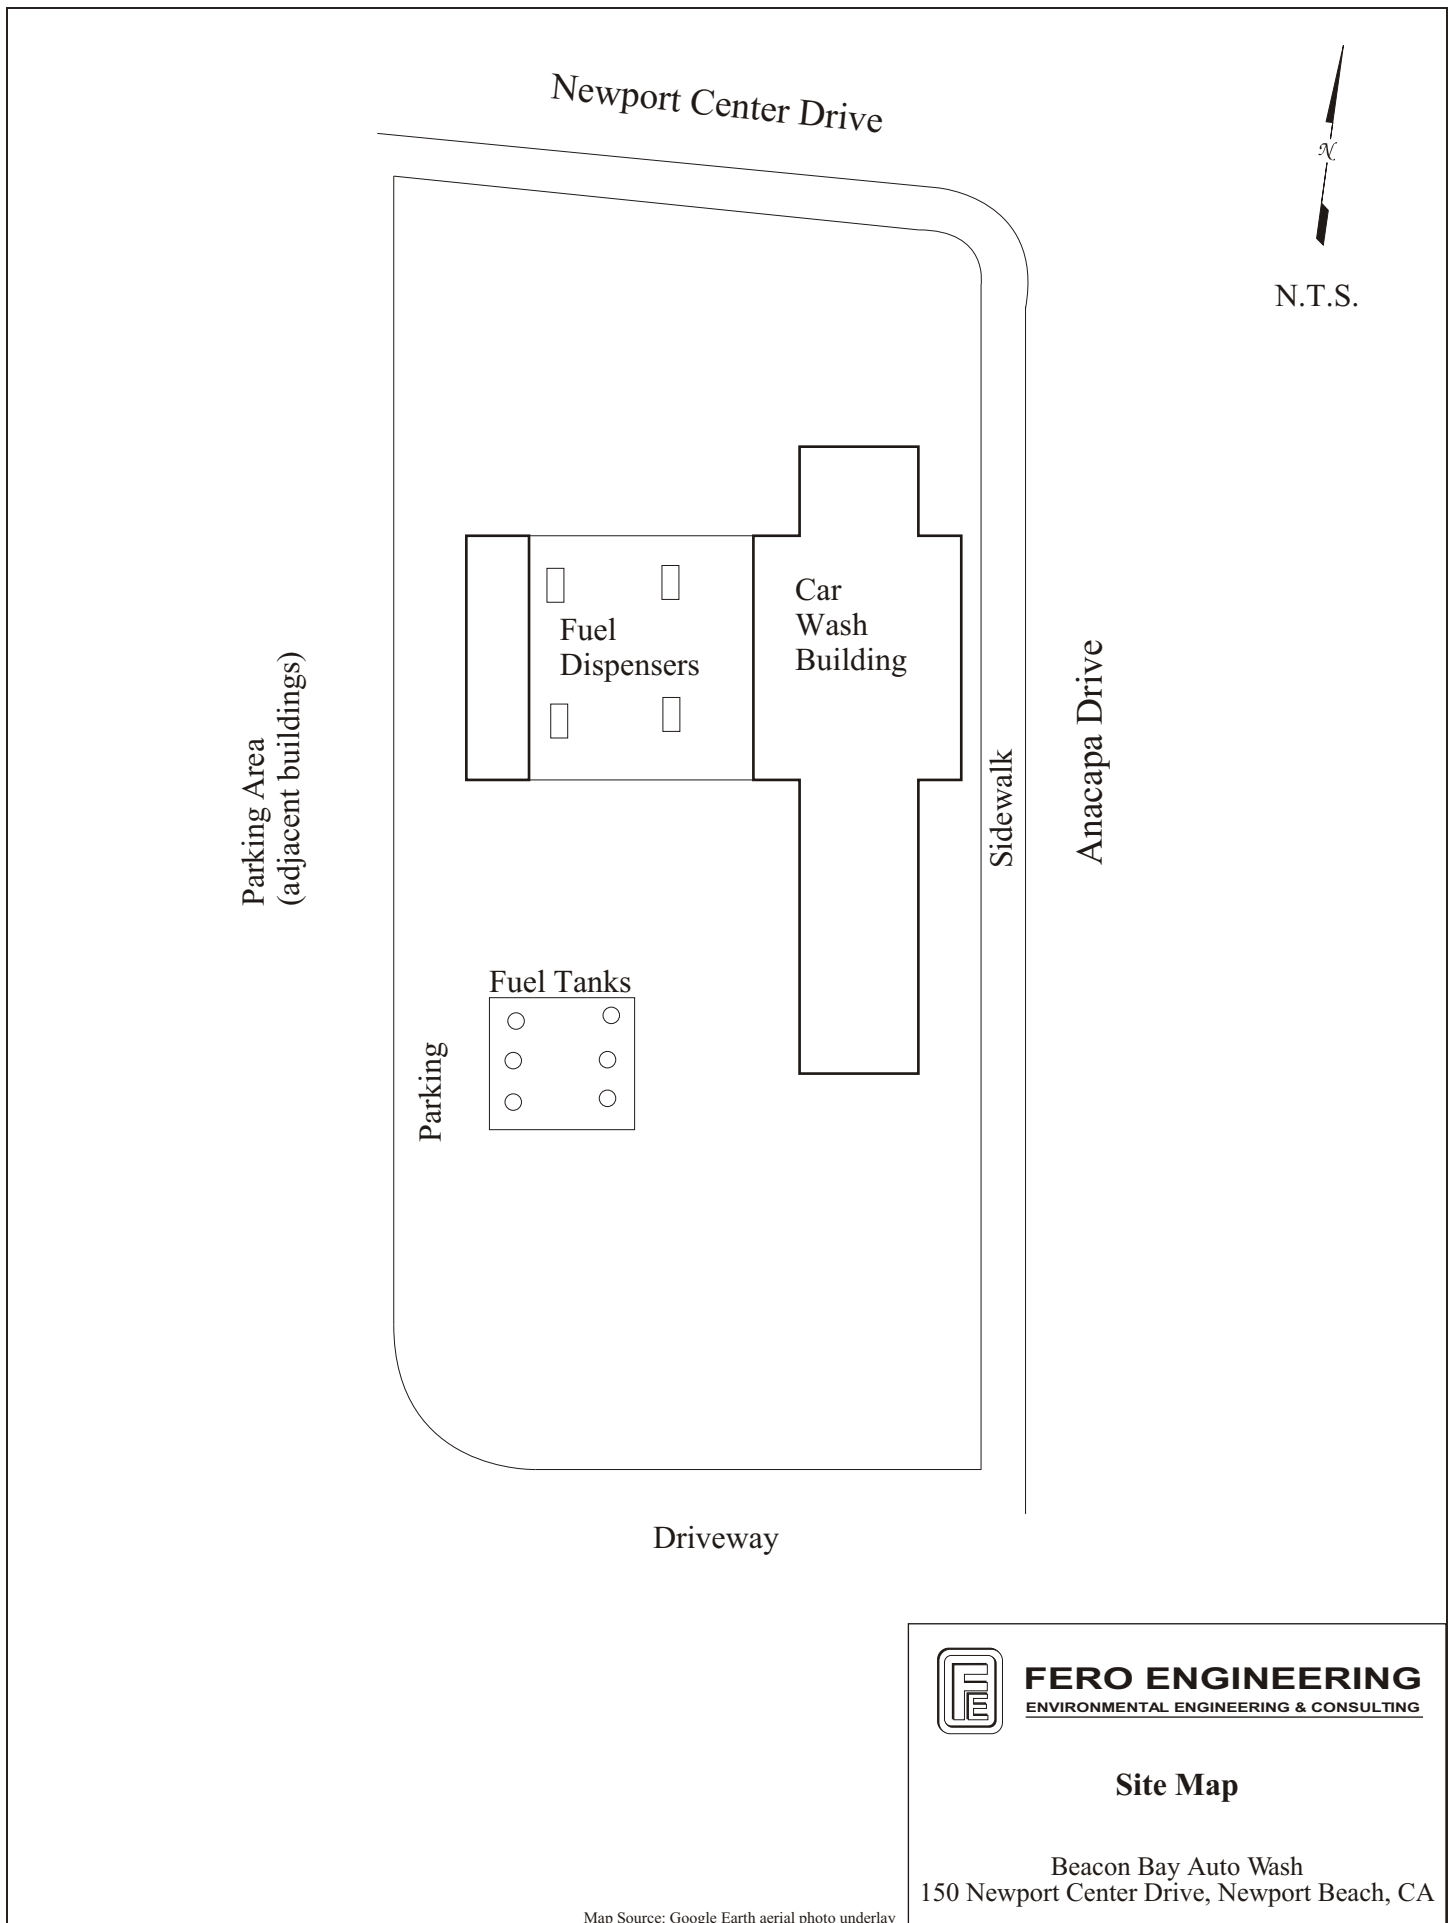 Newport Center Drive
N
N.T.S.
Car
Wash
Building
Fuel
Dispensers
Parking Area
(adjacent buildings)
Sidewalk
Anacapa Drive
Fuel Tanks
Parking
Driveway
FE
FERO ENGINEERING
ENVIRONMENTAL ENGINEERING & CONSULTING
Site Map
Beacon Bay Auto Wash
150 Newport Center Drive, Newport Beach, CA
Map Source: Google Earth aerial photo underlay